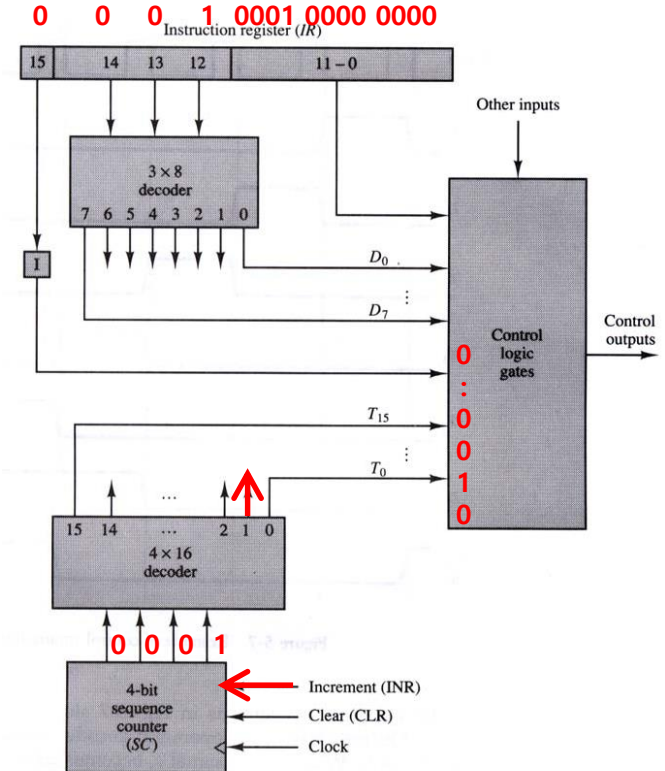 0 0 0 1 0001 0000 0000
Instruction register (IR)
15 14 13 12 11 – 0
Other inputs
3 × 8
decoder
7 6 5 4 3 2 1 0
I
D0
⋮
D7
Control
logic
gates
Control
outputs
0
:
0
0
1
0
T15
⋮
T0
...
15 14 ... 2 1 0
4 × 16
decoder
0 0 0 1
4-bit
sequence
counter
(SC)
Increment (INR)
Clear (CLR)
Clock